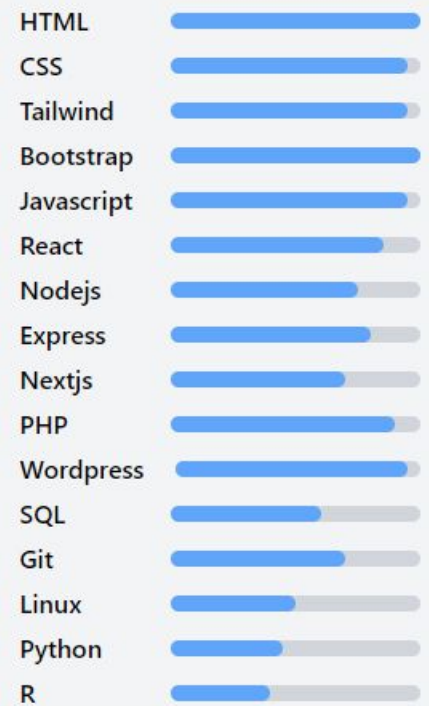 HTML
CSS
Tailwind
Bootstrap
Javascript
React
Nodejs
Express
Nextjs
PHP
Wordpress
SQL
Git
Linux
Python
R